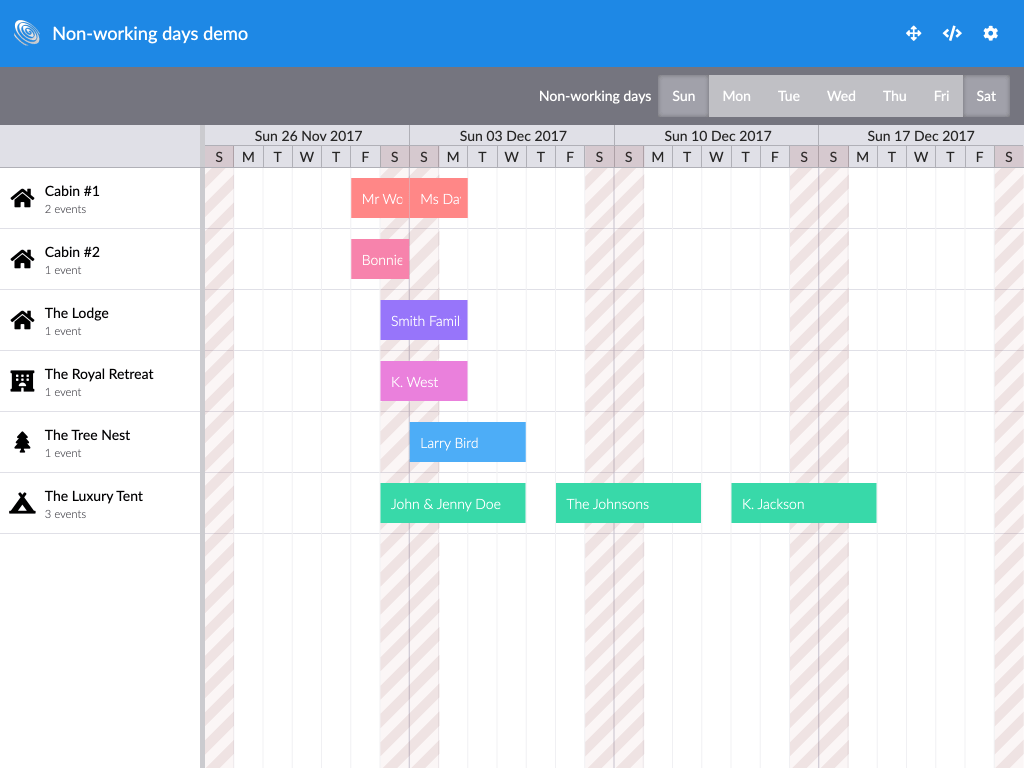 Non-working days demo
Non-working days Sun Mon Tue Wed Thu Fri Sat
Sun 26 Nov 2017 Sun 03 Dec 2017 Sun 10 Dec 2017 Sun 17 Dec 2017
S M T W T F S S M T W T F S S M T W T F S S M T W T F S
Cabin #1
2 events
Mr Ms
Cabin #2
1 event
Bonnie
The Lodge
1 event
Smith Famil
The Royal Retreat
1 event
K. West
The Tree Nest
1 event
Larry Bird
The Luxury Tent
3 events
John & Jenny Doe The Johnsons K. Jackson